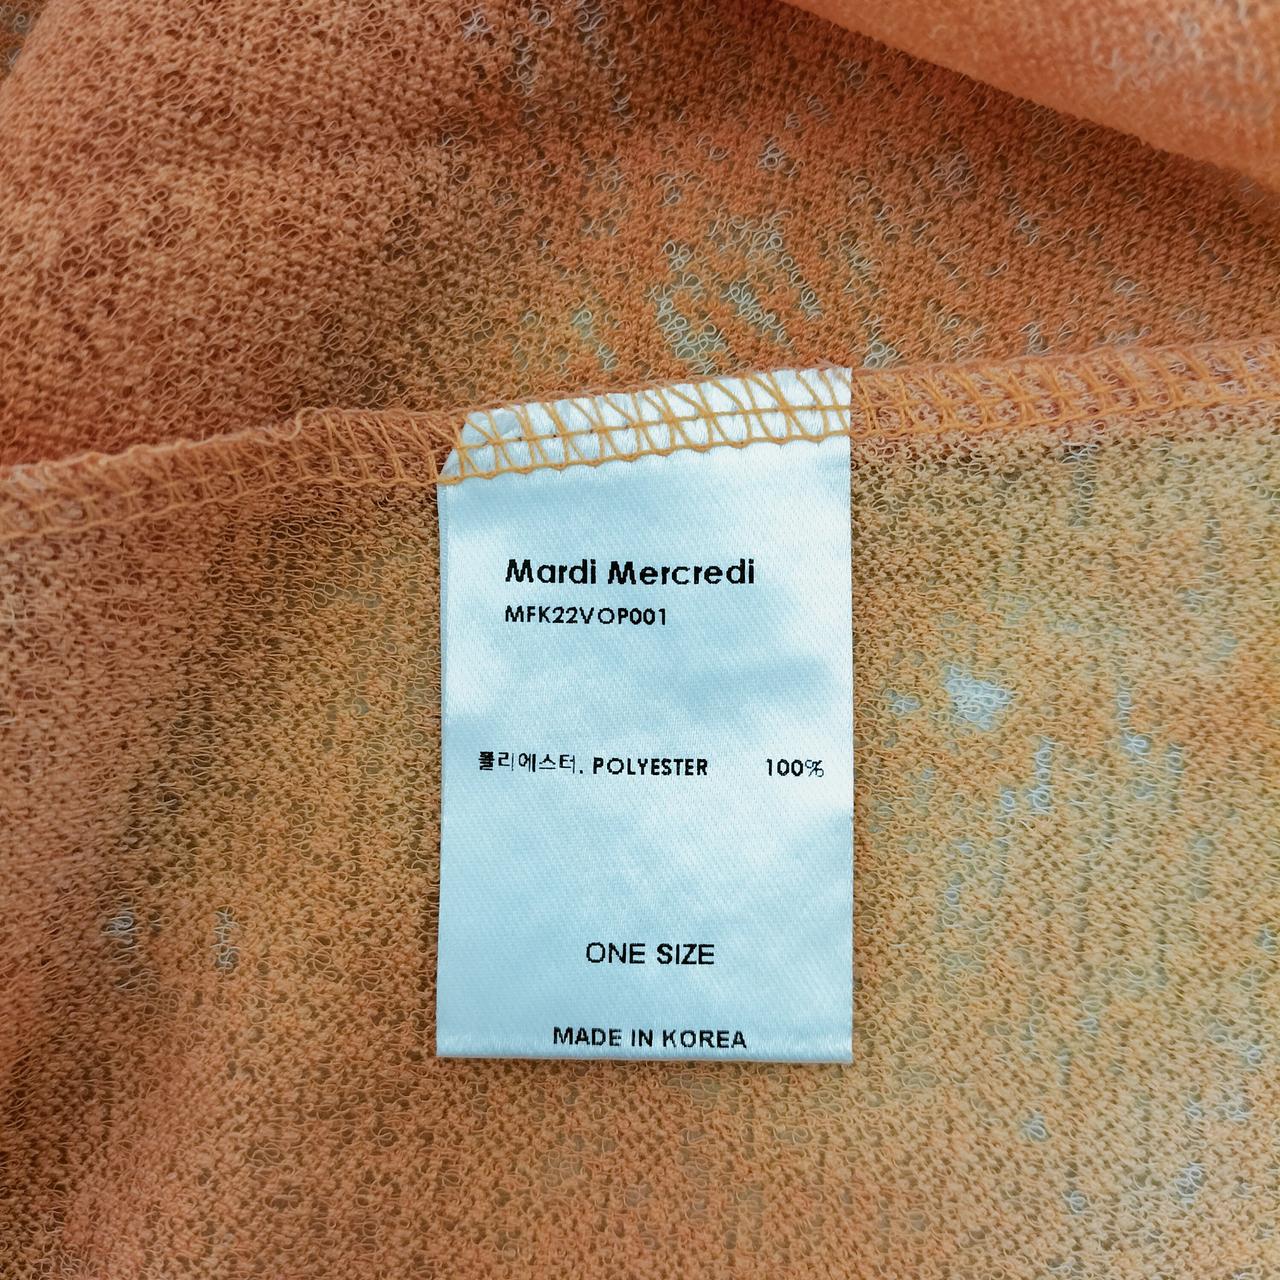 Mardi Mercredi
MFK22VOP001
폴리에스터. POLYESTER 100%
ONE SIZE
MADE IN KOREA